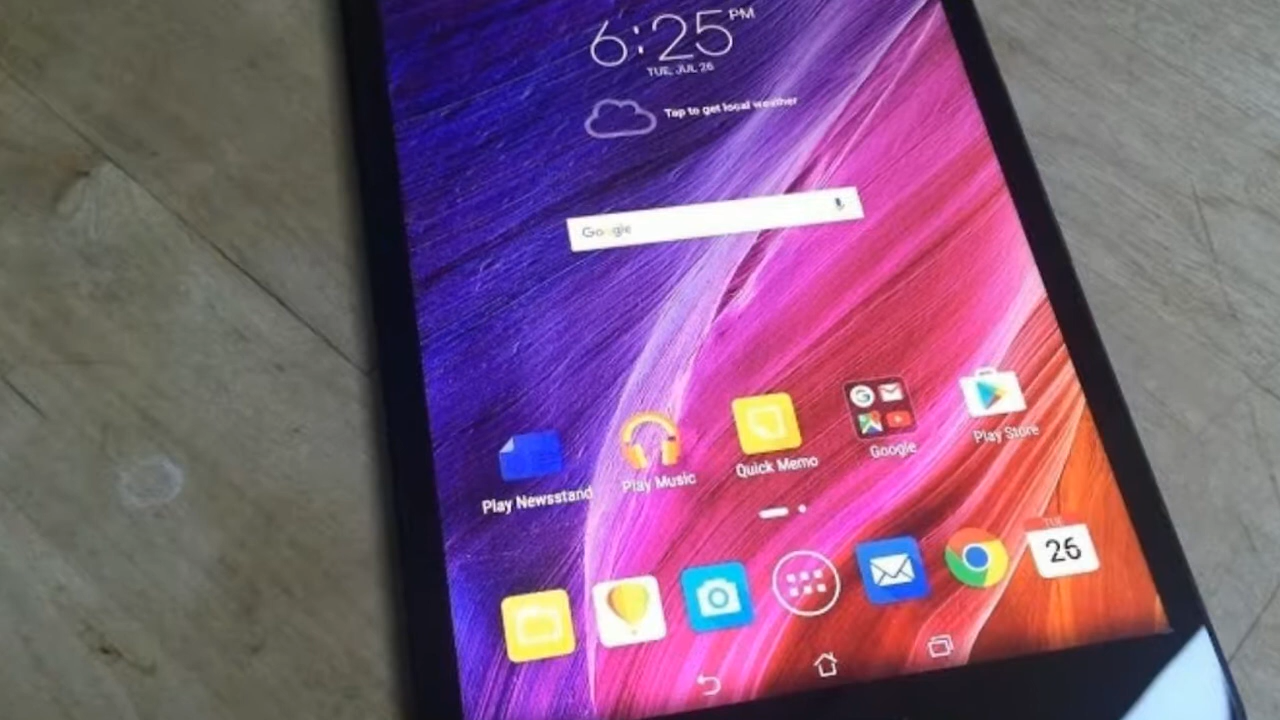 6:25 PM
TUE, JUL 26
Tap to get local weather
Google
Play Newsstand
Play Music
Quick Memo
Google
Play Store
TUE
26